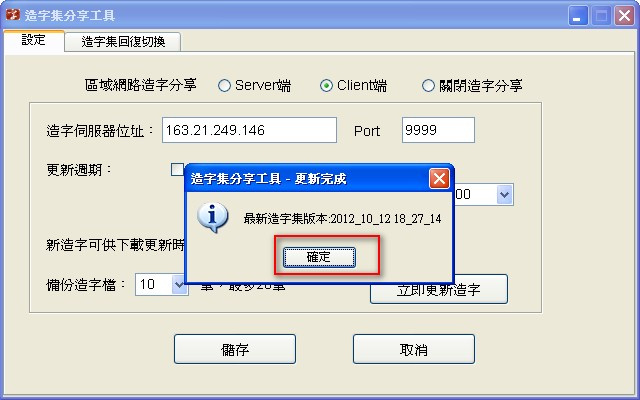 造字集分享工具
設定 造字集回復切換
區域網路造字分享 Server端 Client端 關閉造字分享
造字伺服器位址： 163.21.249.146 Port 9999
更新週期：
造字集分享工具 - 更新完成
00
最新造字集版本:2012_10_12 18_27_14
新造字可供下載更新時
確定
備份造字檔： 10 筆，最多20筆
立即更新造字
儲存 取消